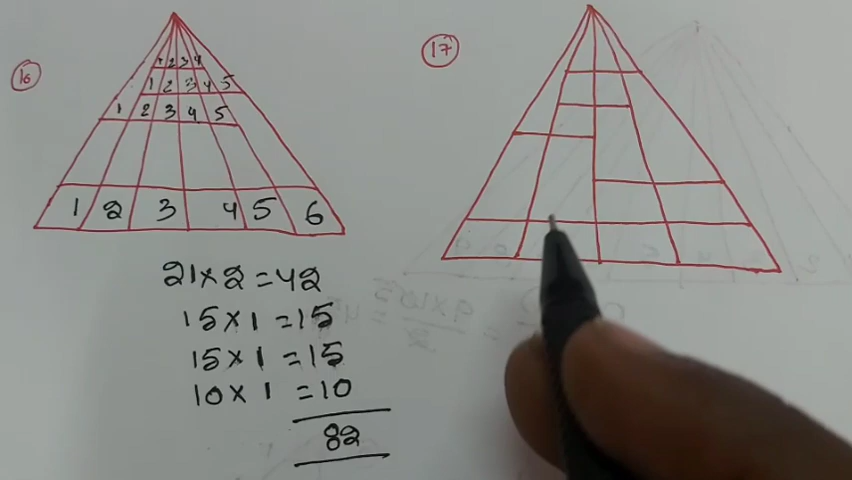 16
17
1 2 3 4
1 2 3 4 5
1 2 3 4 5
1 2 3 4 5 6
21 x 2 = 42
15 x 1 = 15
15 x 1 = 15
10 x 1 = 10
82